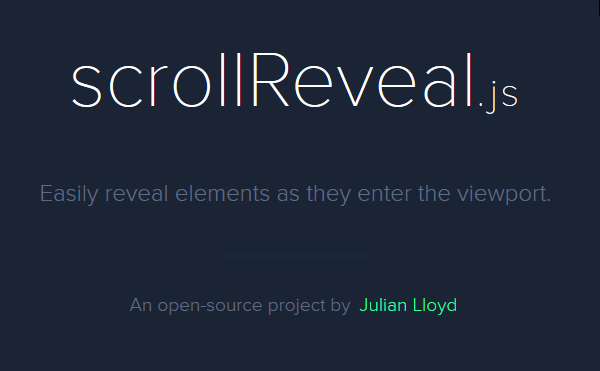 scrollReveal.js
Easily reveal elements as they enter the viewport.
An open-source project by Julian Lloyd